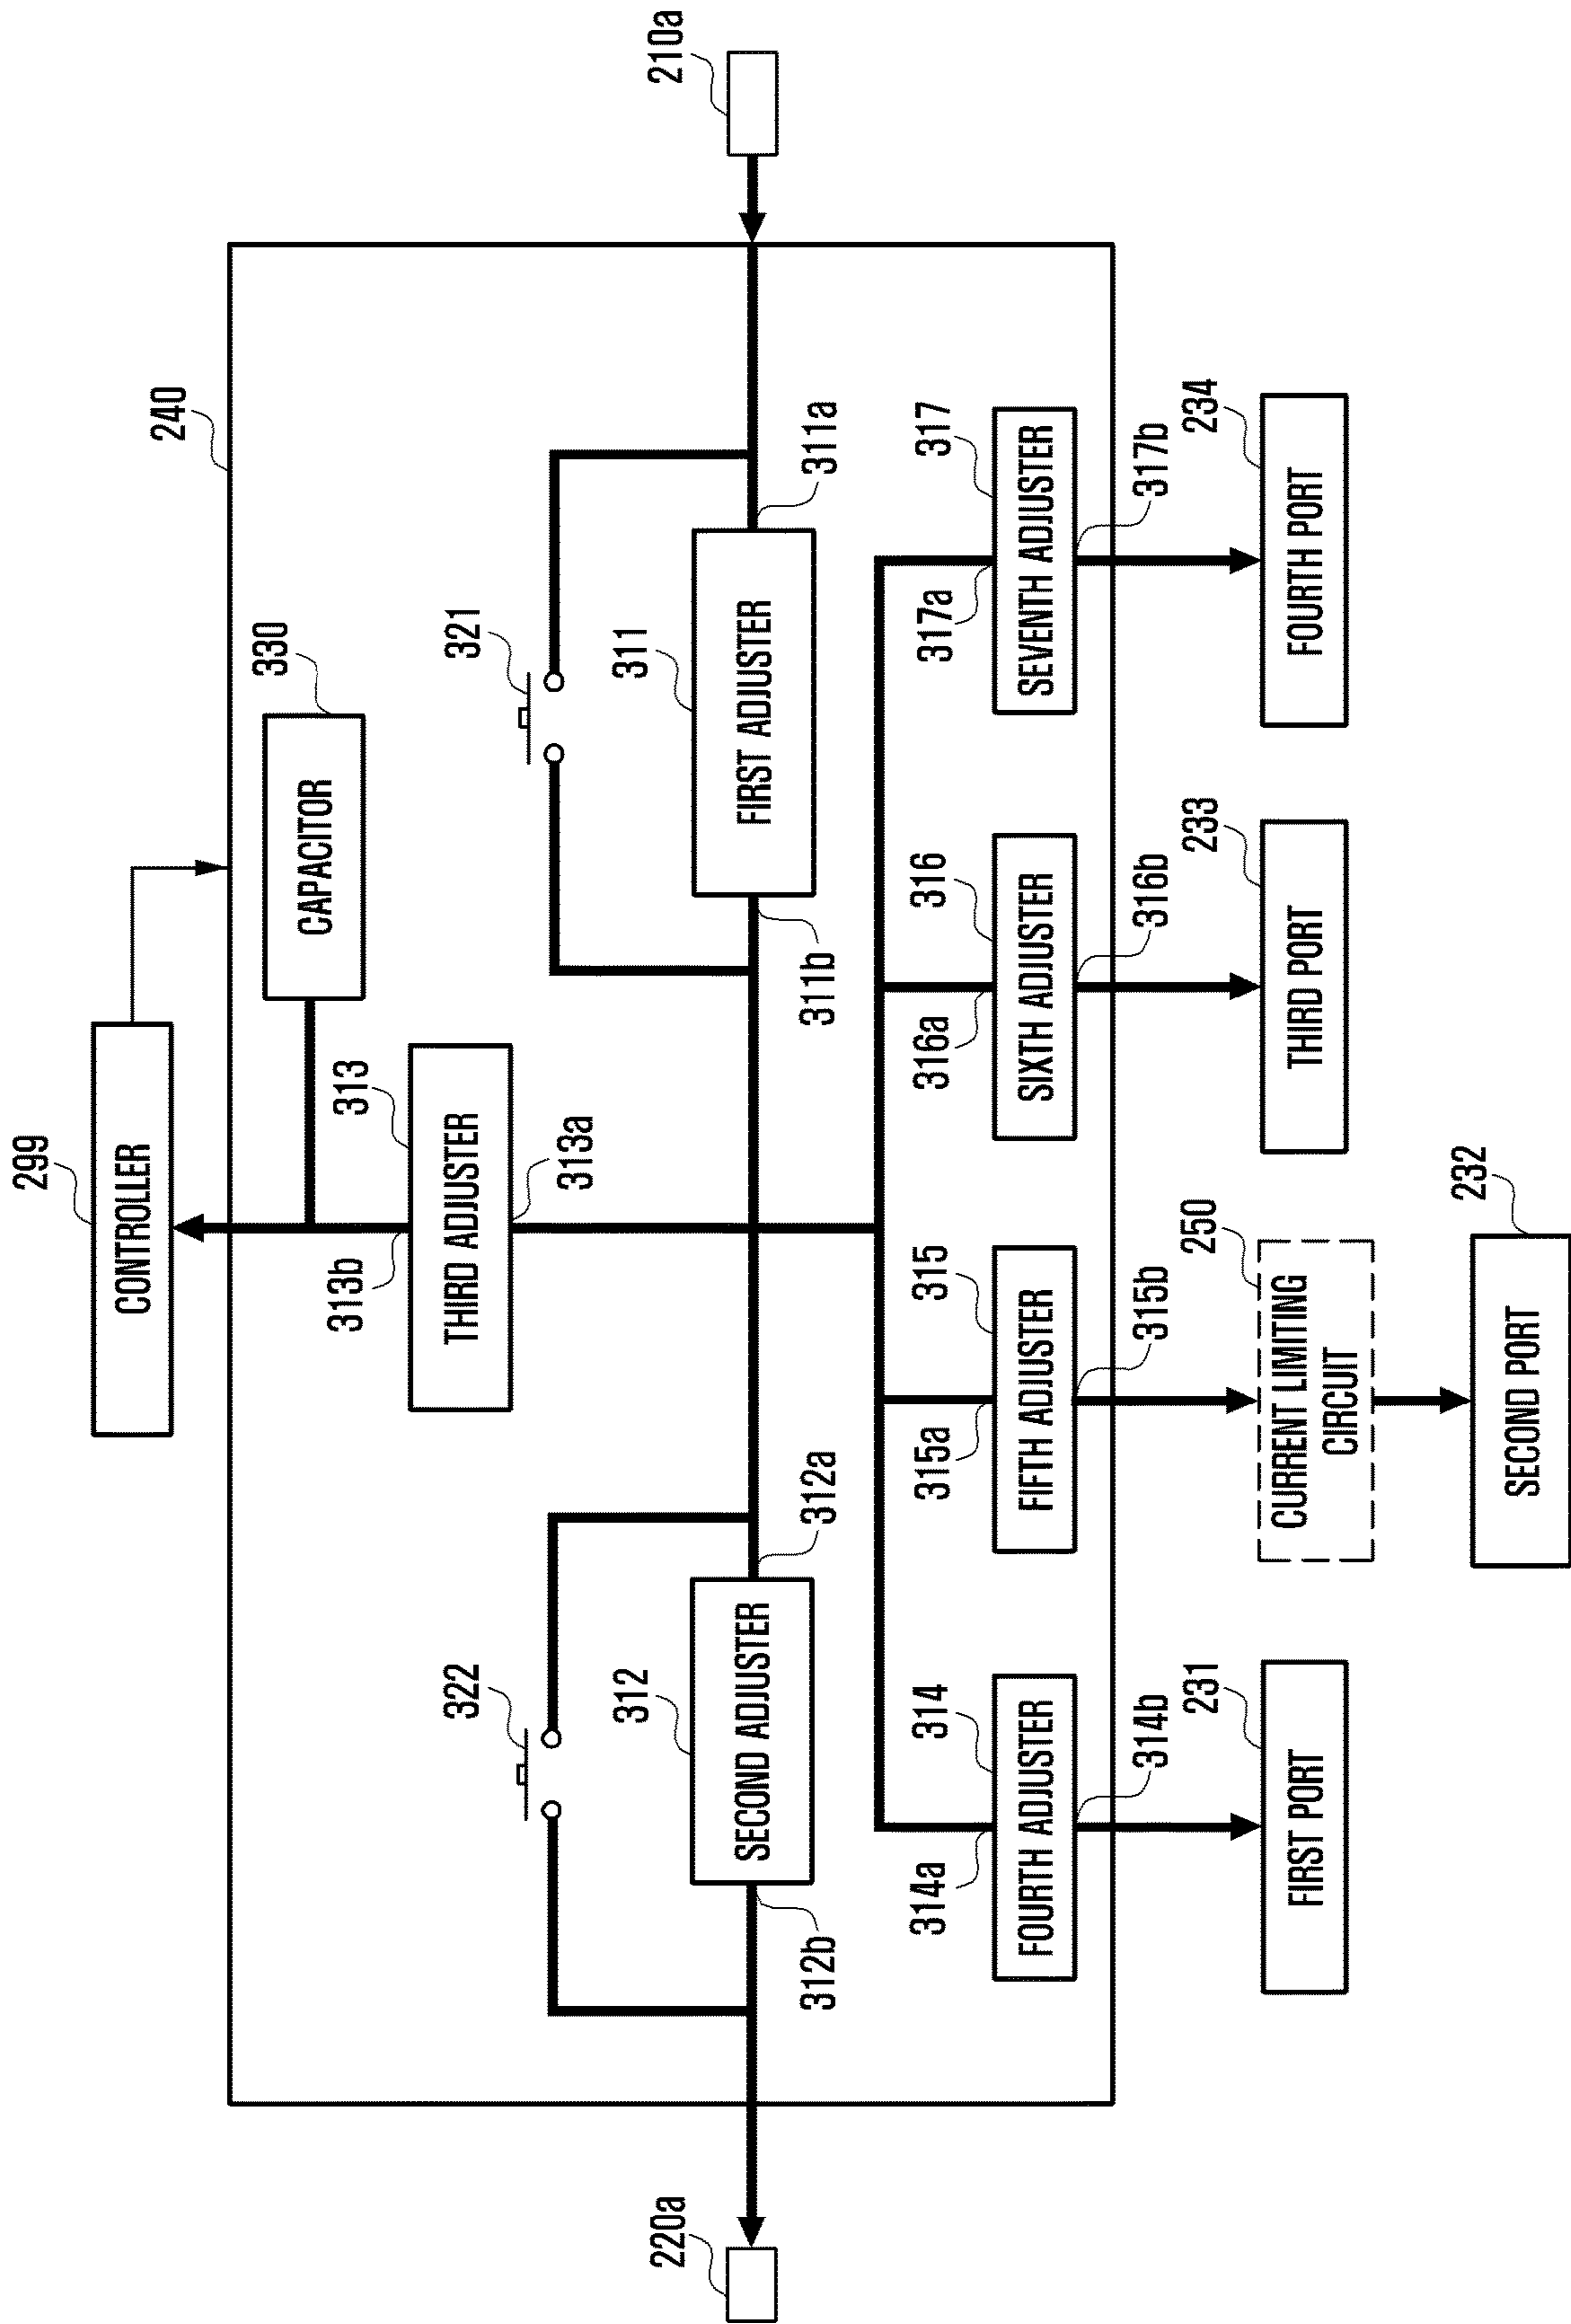 299
CONTROLLER
240
330
CAPACITOR
313b
313
THIRD ADJUSTER
313a
322
321
312
SECOND ADJUSTER
311
FIRST ADJUSTER
220a
312b
312a
311b
311a
210a
314a
314
FOURTH ADJUSTER
314b
315a
315
FIFTH ADJUSTER
315b
316a
316
SIXTH ADJUSTER
316b
317a
317
SEVENTH ADJUSTER
317b
231
FIRST PORT
250
CURRENT LIMITING
CIRCUIT
233
THIRD PORT
234
FOURTH PORT
232
SECOND PORT